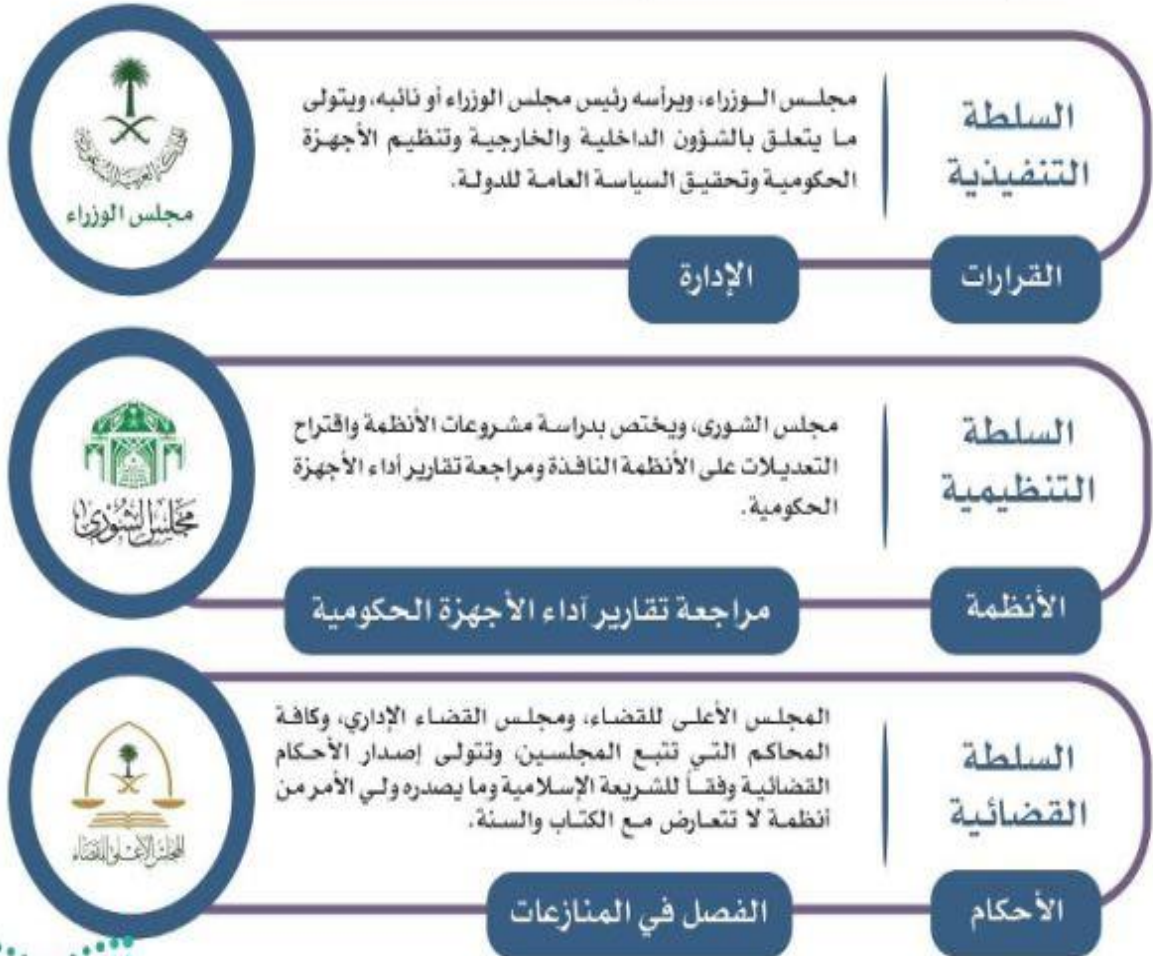 السلطة
التنفيذية
مجلس الوزراء، ويرأسه رئيس مجلس الوزراء أو نائبه، ويتولى
ما يتعلق بالشؤون الداخلية والخارجية وتنظيم الأجهزة
الحكومية وتحقيق السياسة العامة للدولة.
المملكة العربية السعودية
مجلس الوزراء
القرارات
الإدارة
السلطة
التنظيمية
مجلس الشورى، ويختص بدراسة مشروعات الأنظمة واقتراح
التعديلات على الأنظمة النافذة ومراجعة تقارير أداء الأجهزة
الحكومية.
مجلس الشورى
الأنظمة
مراجعة تقارير آداء الأجهزة الحكومية
السلطة
القضائية
المجلس الأعلى للقضاء، ومجلس القضاء الإداري، وكافة
المحاكم التي تتبع المجلسين، وتتولى إصدار الأحكام
القضائية وفقاً للشريعة الإسلامية وما يصدره ولي الأمر من
أنظمة لا تتعارض مع الكتاب والسنة.
المجلس الأعلى للقضاء
الأحكام
الفصل في المنازعات